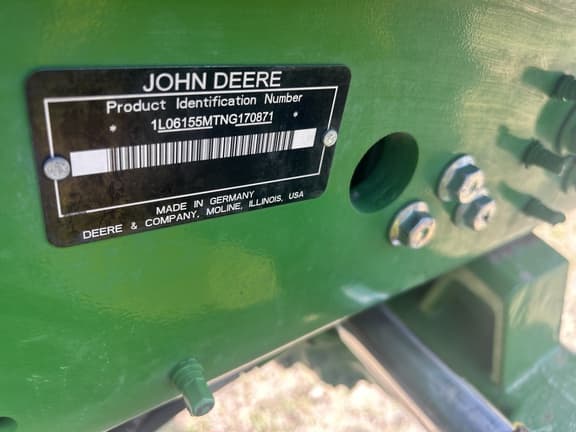 JOHN DEERE
Product Identification Number
* 1L06155MTNG170871 *
MADE IN GERMANY
DEERE & COMPANY, MOLINE, ILLINOIS, USA